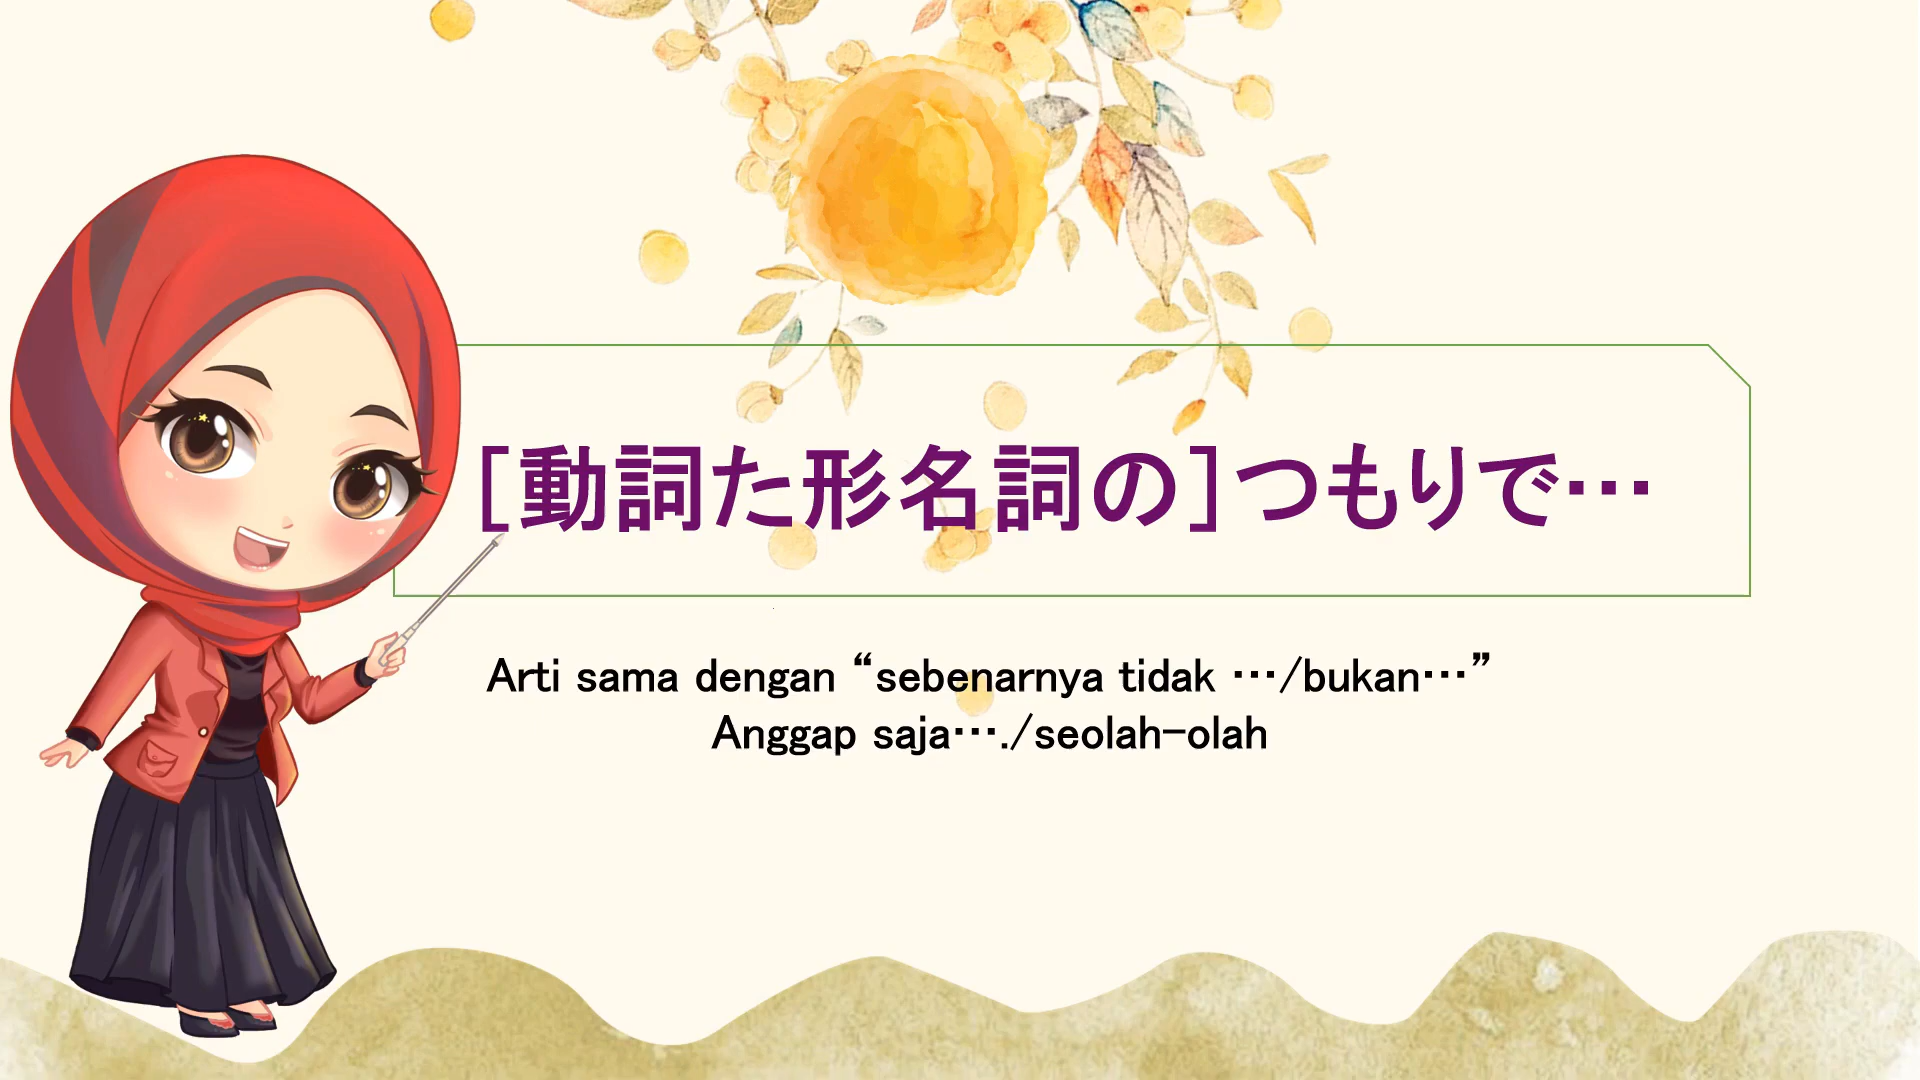 ［動詞た形名詞の］つもりで…
Arti sama dengan “sebenarnya tidak …/bukan…”
Anggap saja…./seolah-olah